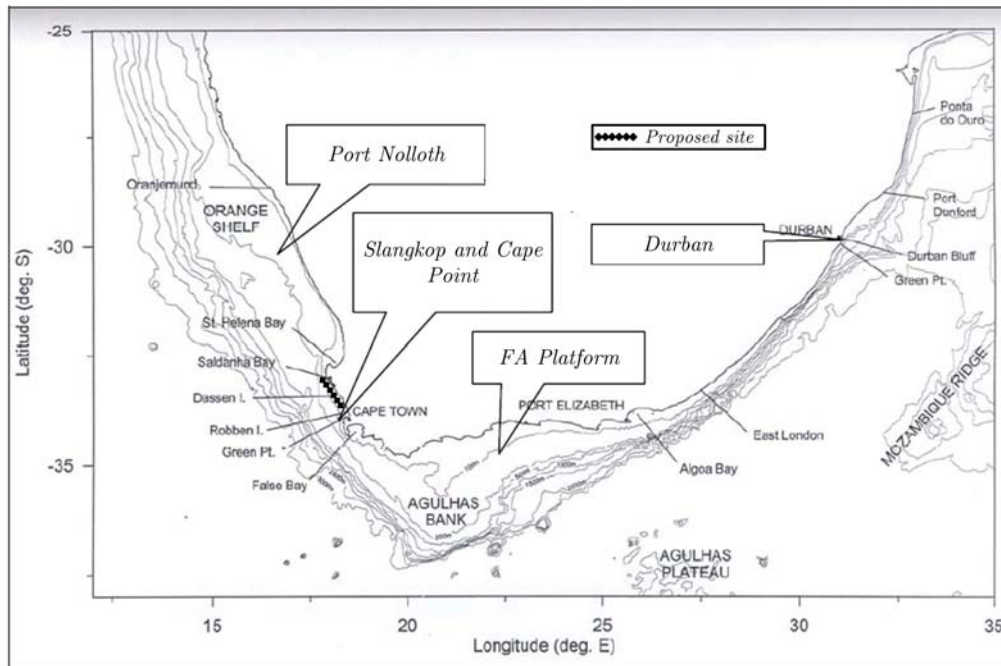 -25
Ponta
do Ouro
Proposed site
Port Nolloth
Oranjemund
ORANGE
SHELF
Port
Dunford
-30
Slangkop and Cape
Point
Durban
DURBAN
Durban Bluff
Green Pt.
Latitude (deg. S)
St. Helena Bay
Saldanha Bay
FA Platform
Dassen I.
CAPE TOWN
PORT ELIZABETH
Robben I.
Green Pt.
East London
MOZAMBIQUE RIDGE
False Bay
Algoa Bay
-35
AGULHAS
BANK
AGULHAS
PLATEAU
15
20
25
30
35
Longitude (deg. E)